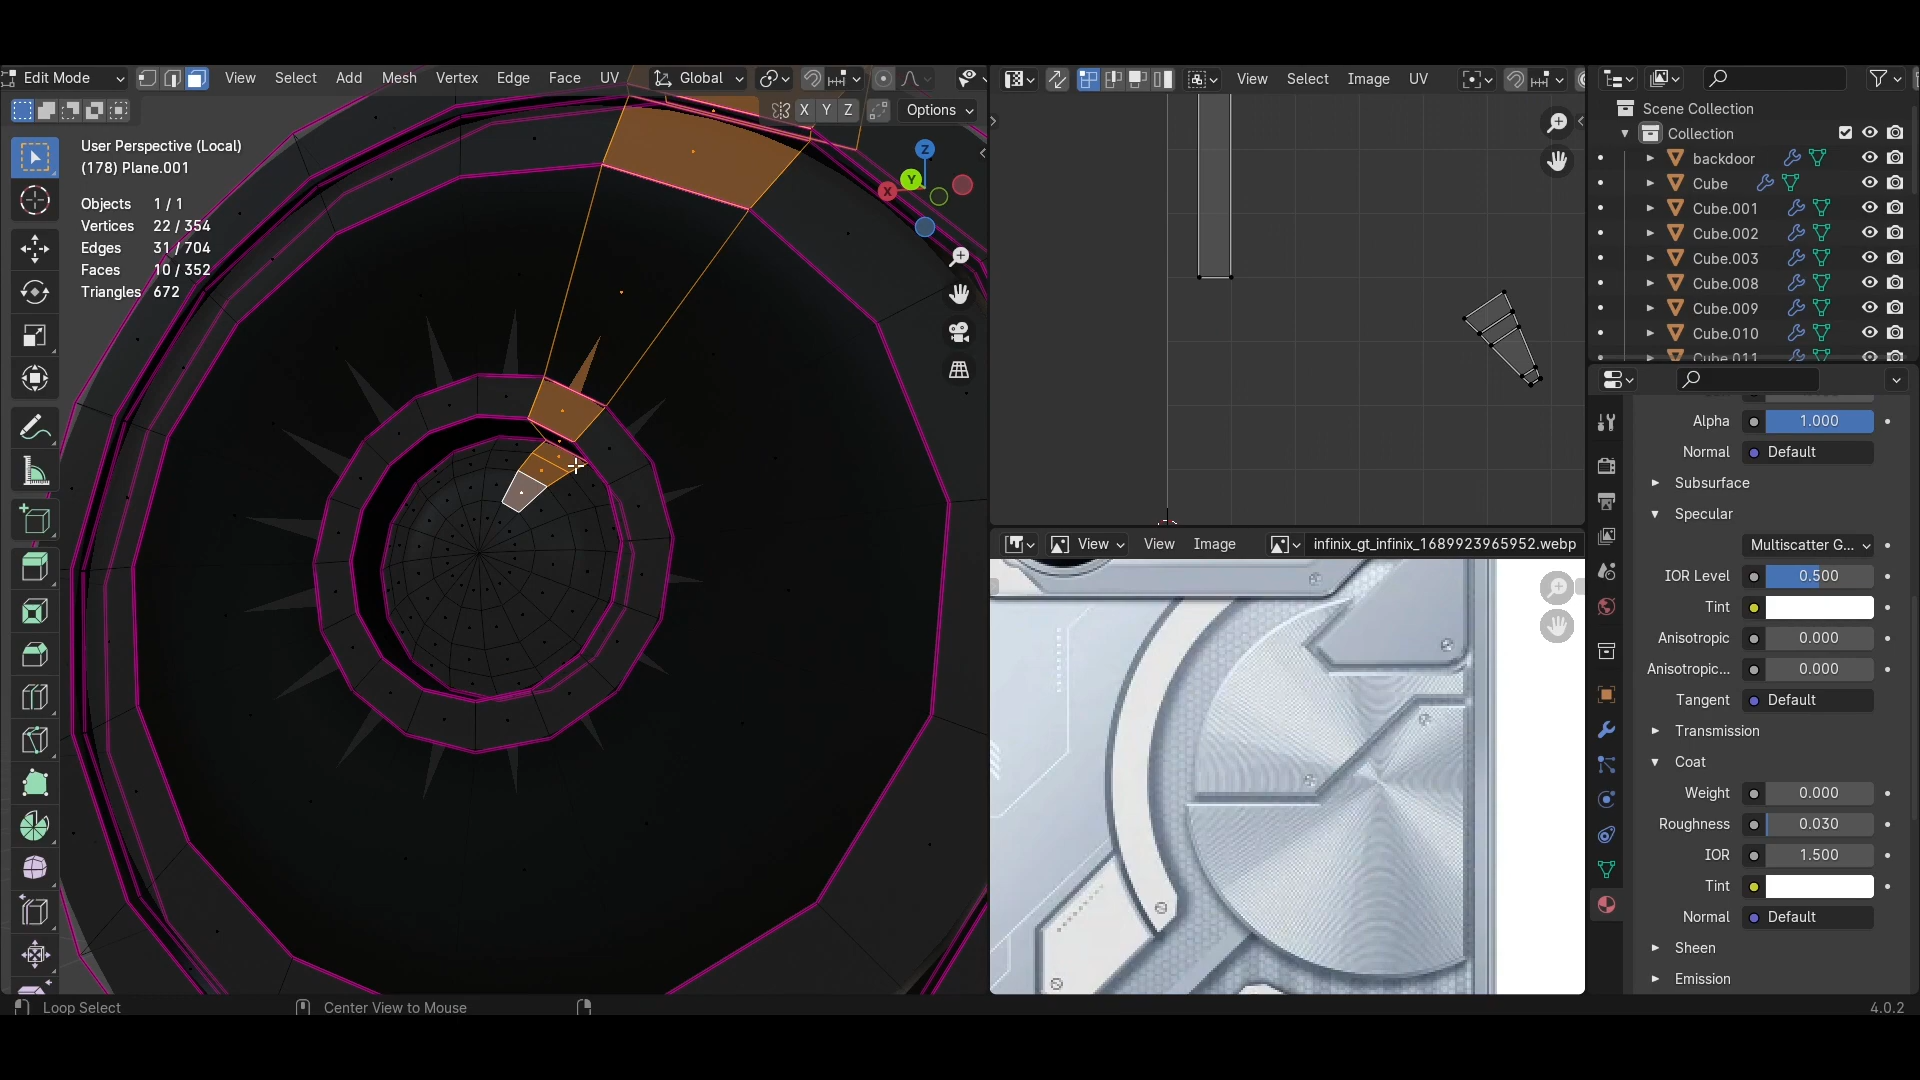 Edit Mode
View Select Add Mesh Vertex Edge Face UV
Global
X Y Z
Options
User Perspective (Local)
(178) Plane.001
Objects 1 / 1
Vertices 22 / 354
Edges 31 / 704
Faces 10 / 352
Triangles 672
Z
Y
X
View Select Image UV
View
View Image
infinix_gt_infinix_1689923965952.webp
Scene Collection
Collection
backdoor
Cube
Cube.001
Cube.002
Cube.003
Cube.008
Cube.009
Cube.010
Cube.011
Alpha 1.000
Normal Default
Subsurface
Specular
Multiscatter G...
IOR Level 0.500
Tint
Anisotropic 0.000
Anisotropic... 0.000
Tangent Default
Transmission
Coat
Weight 0.000
Roughness 0.030
IOR 1.500
Tint
Normal Default
Sheen
Emission
Loop Select
Center View to Mouse
4.0.2